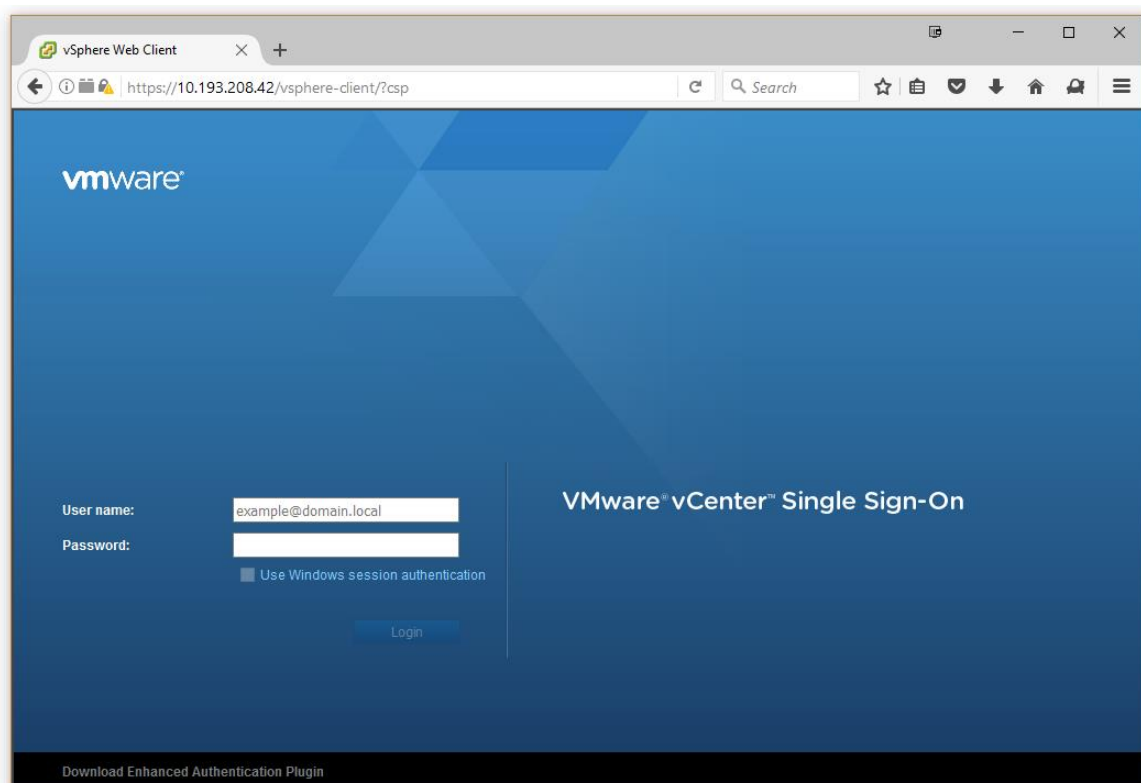 vSphere Web Client
https://10.193.208.42/vsphere-client/?csp
Search
vmware®
User name:
example@domain.local
VMware® vCenter™ Single Sign-On
Password:
Use Windows session authentication
Login
Download Enhanced Authentication Plugin